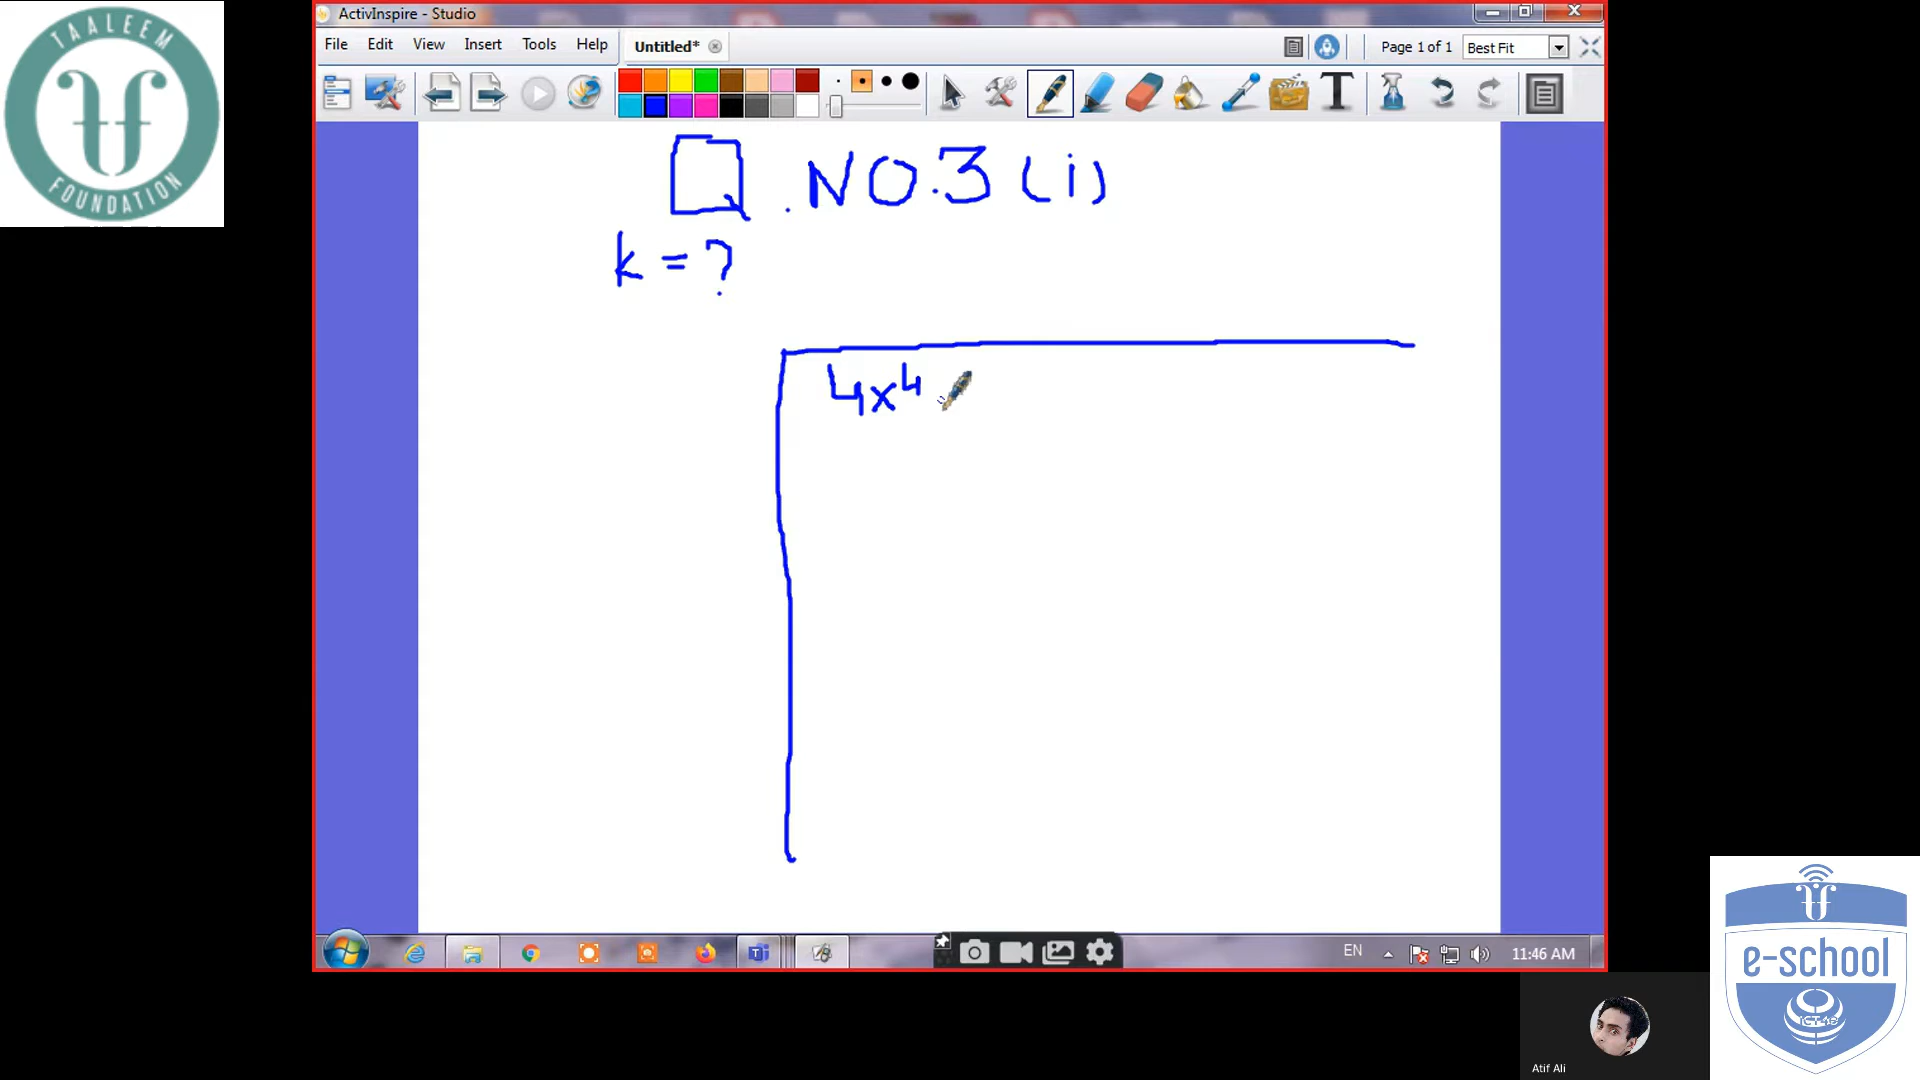 TAALEEM
FOUNDATION
ActivInspire - Studio
File Edit View Insert Tools Help Untitled* Page 1 of 1 Best Fit
T
Q.NO.3(i)
k = ?
4x⁴
EN 11:46 AM
e-school
Atif Ali